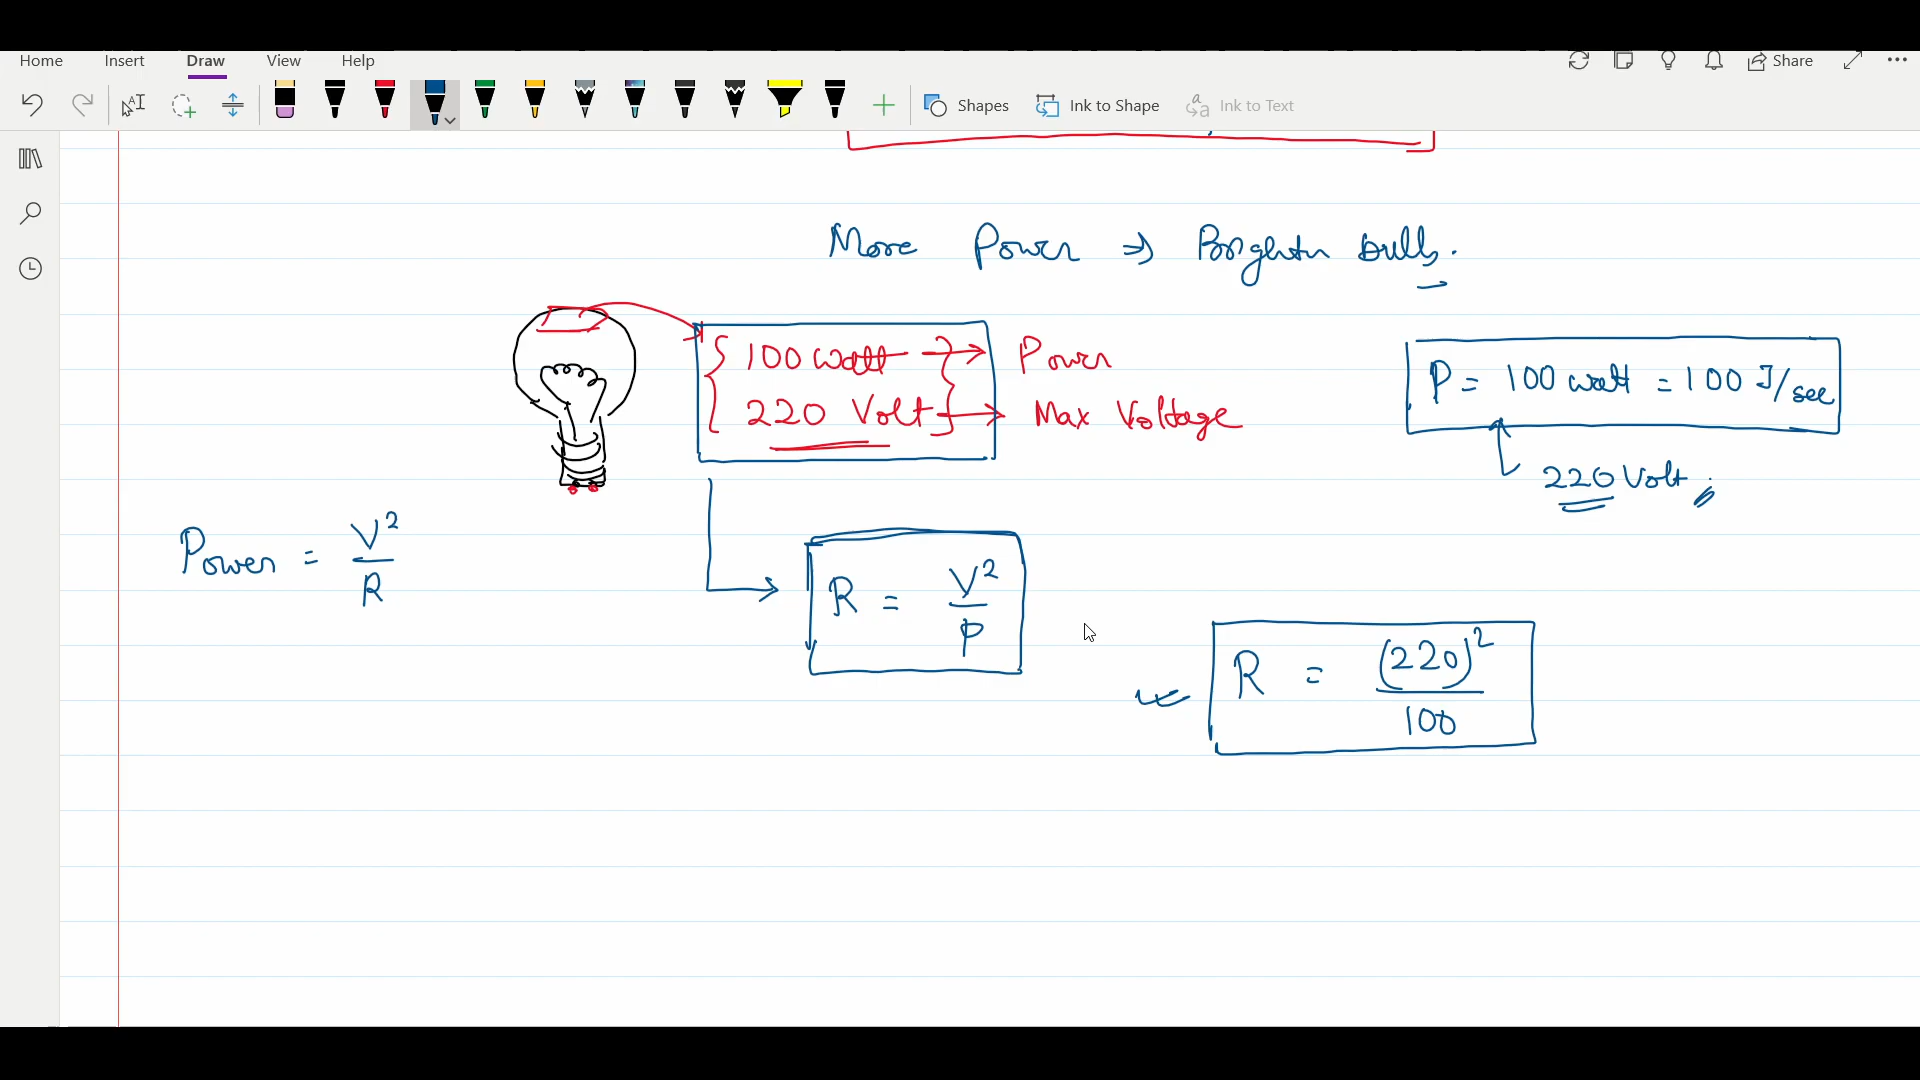 Home Insert Draw View Help
Share
Shapes Ink to Shape Ink to Text
More Power ⇒ Brighter bulb.
100 Watt → Power
220 Volt → Max Voltage
P = 100 watt = 100 J/sec
220 Volt
Power = V²/R
R = V²/P
R = (220)²/100